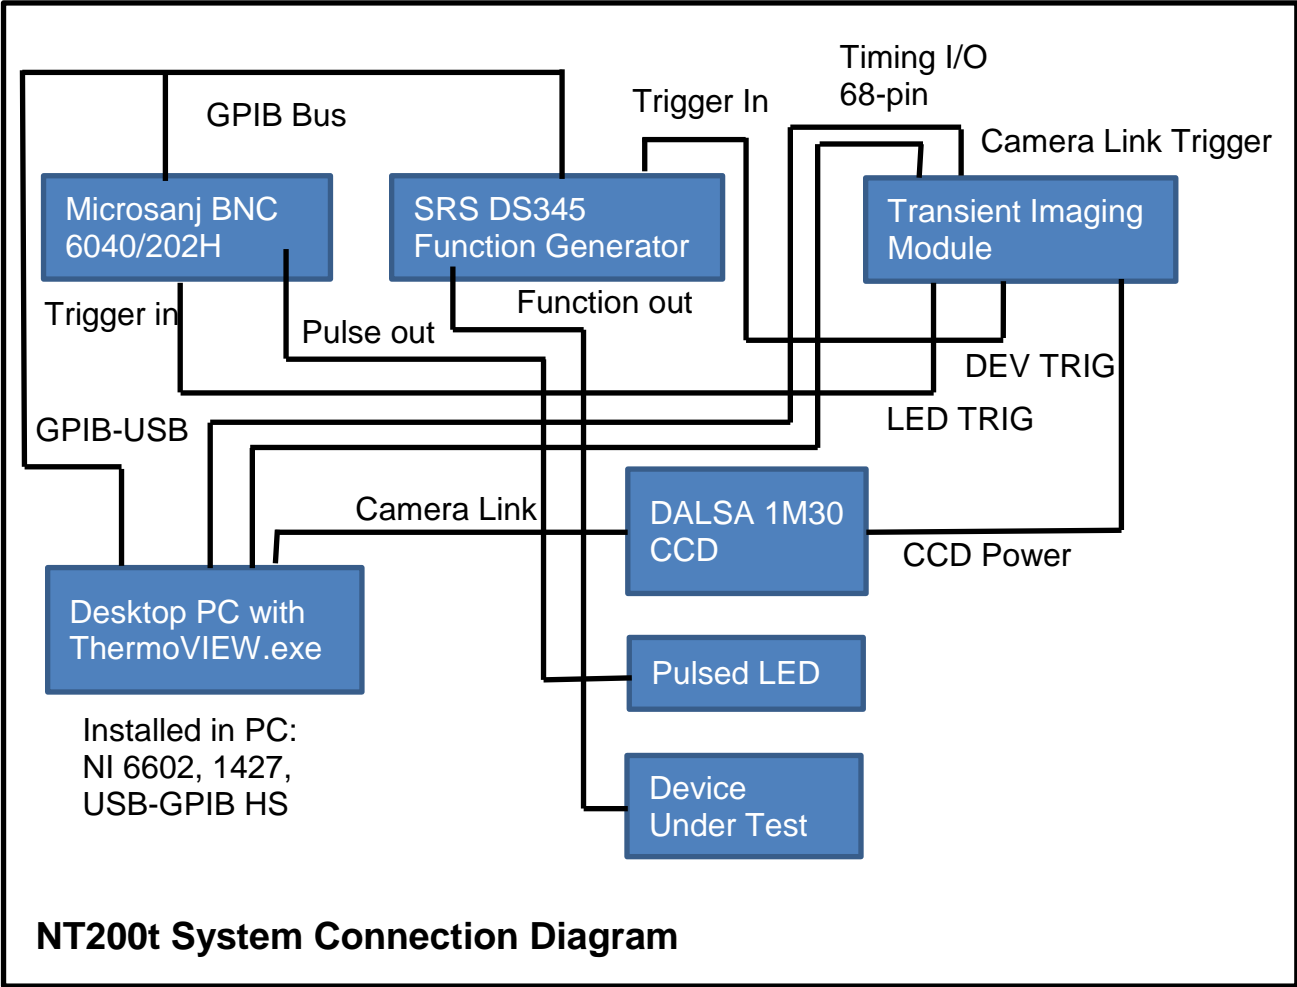 Timing I/O
68-pin
Trigger In
GPIB Bus
Camera Link Trigger
Microsanj BNC
6040/202H
SRS DS345
Function Generator
Transient Imaging
Module
Trigger in
Function out
Pulse out
DEV TRIG
LED TRIG
GPIB-USB
Camera Link
DALSA 1M30
CCD
CCD Power
Desktop PC with
ThermoVIEW.exe
Pulsed LED
Installed in PC:
NI 6602, 1427,
USB-GPIB HS
Device
Under Test
NT200t System Connection Diagram